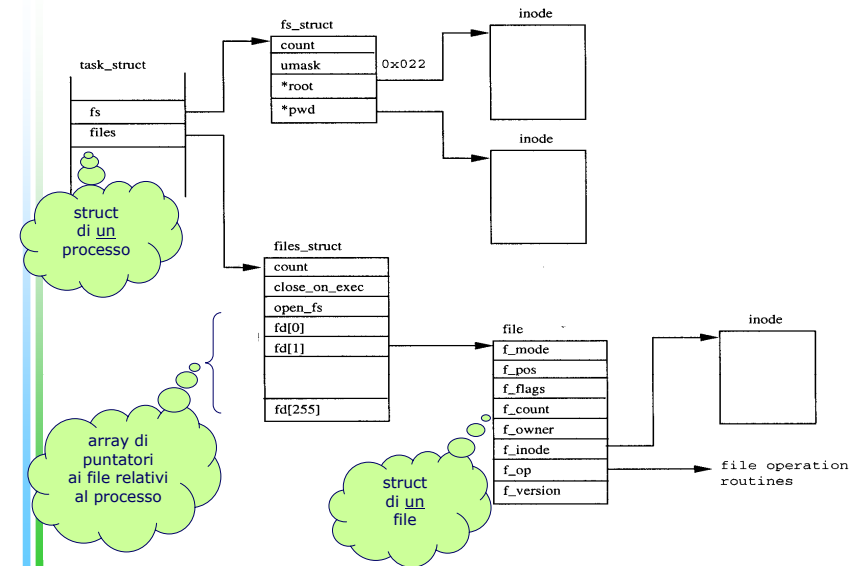 task_struct
fs
files
struct
di un
processo
fs_struct
count
umask
*root
*pwd
0x022
inode
inode
files_struct
count
close_on_exec
open_fs
fd[0]
fd[1]
fd[255]
array di
puntatori
ai file relativi
al processo
file
f_mode
f_pos
f_flags
f_count
f_owner
f_inode
f_op
f_version
struct
di un
file
inode
file operation
routines